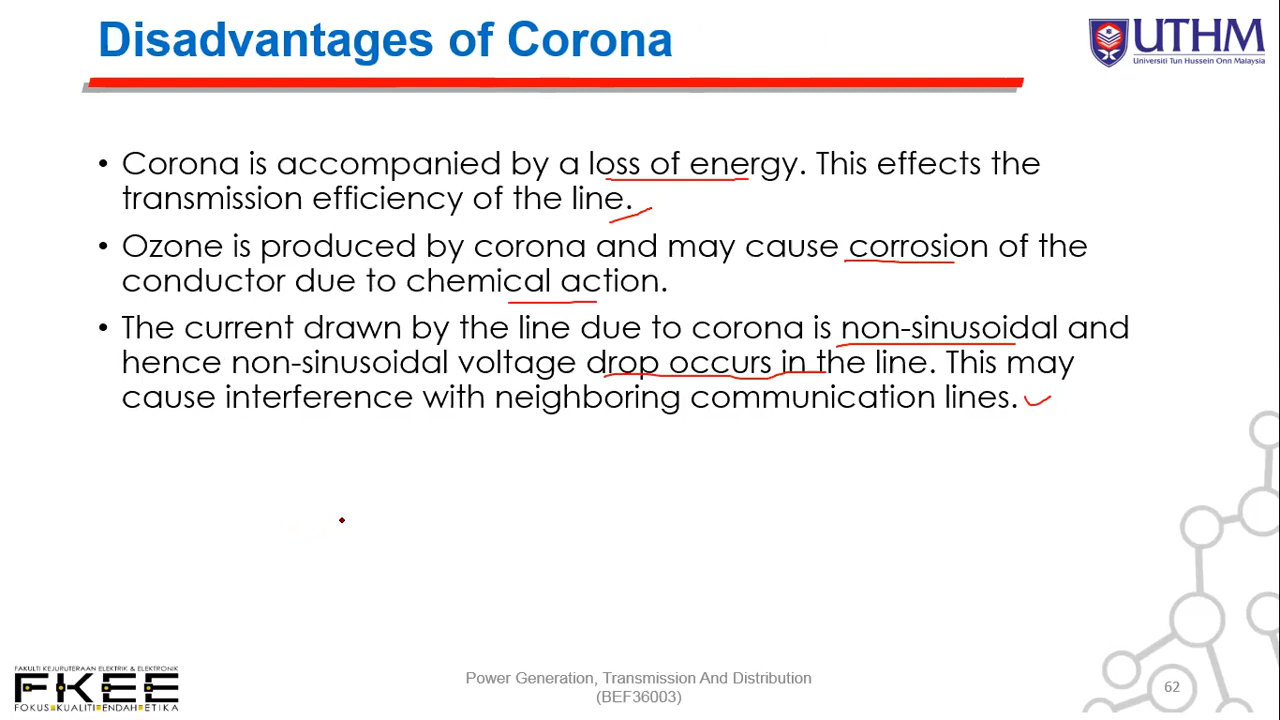 Disadvantages of Corona
UTHM
Universiti Tun Hussein Onn Malaysia
• Corona is accompanied by a loss of energy. This effects the
transmission efficiency of the line.
• Ozone is produced by corona and may cause corrosion of the
conductor due to chemical action.
• The current drawn by the line due to corona is non-sinusoidal and
hence non-sinusoidal voltage drop occurs in the line. This may
cause interference with neighboring communication lines.
FAKULTI KEJURUTERAAN ELEKTRIK & ELEKTRONIK
FKEE
FOKUS KUALITI ENDAH ETIKA
Power Generation, Transmission And Distribution
(BEF36003)
62